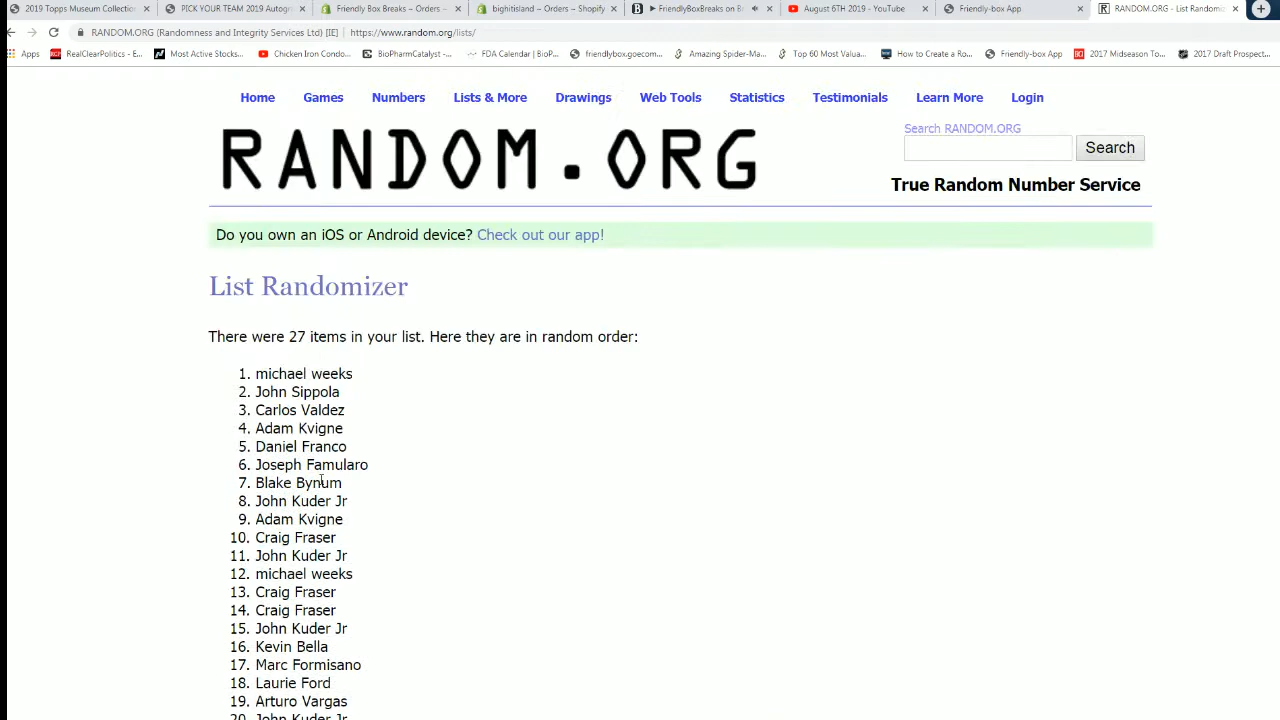 2019 Topps Museum Collection
PICK YOUR TEAM 2019 Autogr
Friendly Box Breaks ~ Orders ~
bighitisland ~ Orders ~ Shopify
FriendlyBoxBreaks on B
August 6TH 2019 - YouTube
Friendly-box App
RANDOM.ORG - List Randomiz
RANDOM.ORG (Randomness and Integrity Services Ltd) [IE] | https://www.random.org/lists/
Apps
RealClearPolitics - E...
Most Active Stocks...
Chicken Iron Condo...
BioPharmCatalyst -...
FDA Calendar | BioP...
friendlyboxgoecom...
Amazing Spider-Ma...
Top 60 Most Value...
How to Create a Ro...
Friendly-box App
2017 Midseason To...
2017 Draft Prospect...
Home Games Numbers Lists & More Drawings Web Tools Statistics Testimonials Learn More Login
RANDOM.ORG
Search RANDOM.ORG
Search
True Random Number Service
Do you own an iOS or Android device? Check out our app!
List Randomizer
There were 27 items in your list. Here they are in random order:
1. michael weeks
2. John Sippola
3. Carlos Valdez
4. Adam Kvigne
5. Daniel Franco
6. Joseph Famularo
7. Blake Bynum
8. John Kuder Jr
9. Adam Kvigne
10. Craig Fraser
11. John Kuder Jr
12. michael weeks
13. Craig Fraser
14. Craig Fraser
15. John Kuder Jr
16. Kevin Bella
17. Marc Formisano
18. Laurie Ford
19. Arturo Vargas
20. John Kuder Jr